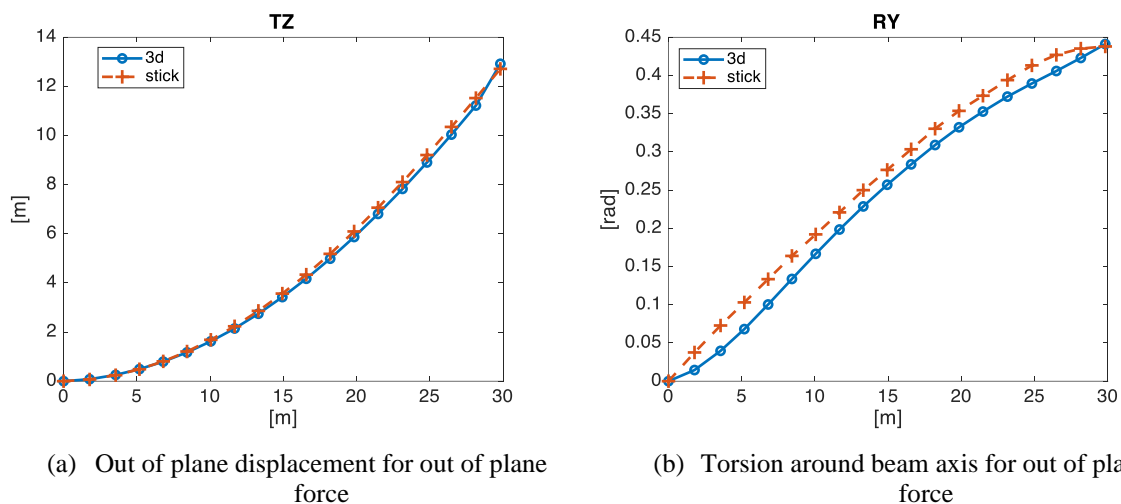 TZ
14
12
10
8
6
4
2
0
[m]
3d
stick
0 5 10 15 20 25 30
[m]
(a) Out of plane displacement for out of plane
force
RY
0.45
0.4
0.35
0.3
0.25
0.2
0.15
0.1
0.05
0
[rad]
3d
stick
0 5 10 15 20 25 30
[m]
(b) Torsion around beam axis for out of pla
force